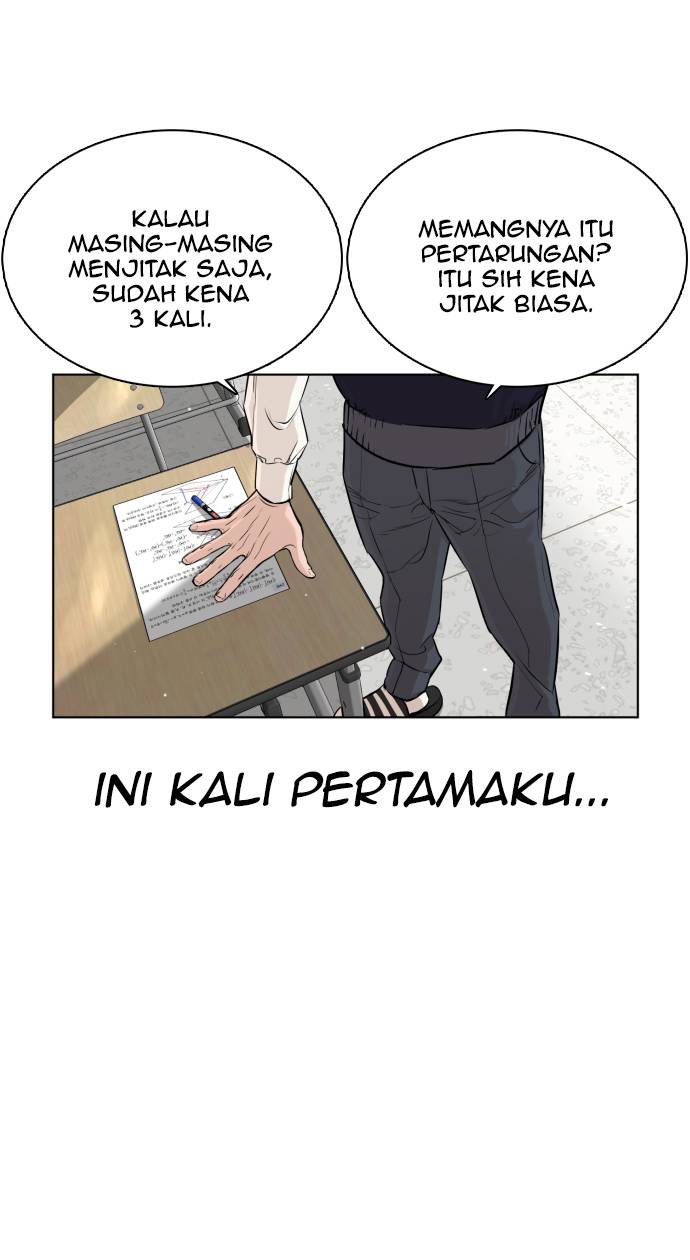 KALAU
MASING-MASING
MENJITAK SAJA,
SUDAH KENA
3 KALI.
MEMANGNYA ITU
PERTARUNGAN?
ITU SIH KENA
JITAK BIASA.
INI KALI PERTAMAKU...